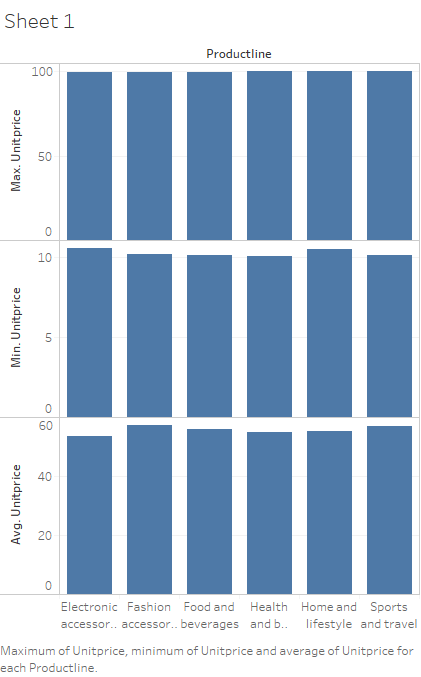 Sheet 1
Productline
100
50
0
Max. Unitprice
10
5
0
Min. Unitprice
60
40
20
0
Avg. Unitprice
Electronic accessor..
Fashion accessor..
Food and beverages
Health and b..
Home and lifestyle
Sports and travel
Maximum of Unitprice, minimum of Unitprice and average of Unitprice for
each Productline.